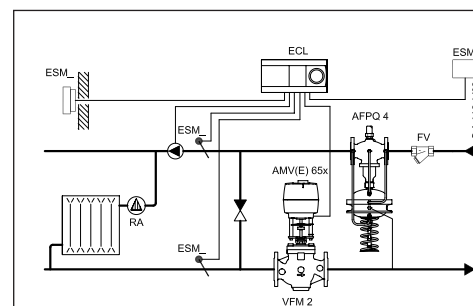 ECL
ESM_
ESM
AFPQ 4
FV
ESM_
AMV(E) 65x
RA
ESM_
VFM 2